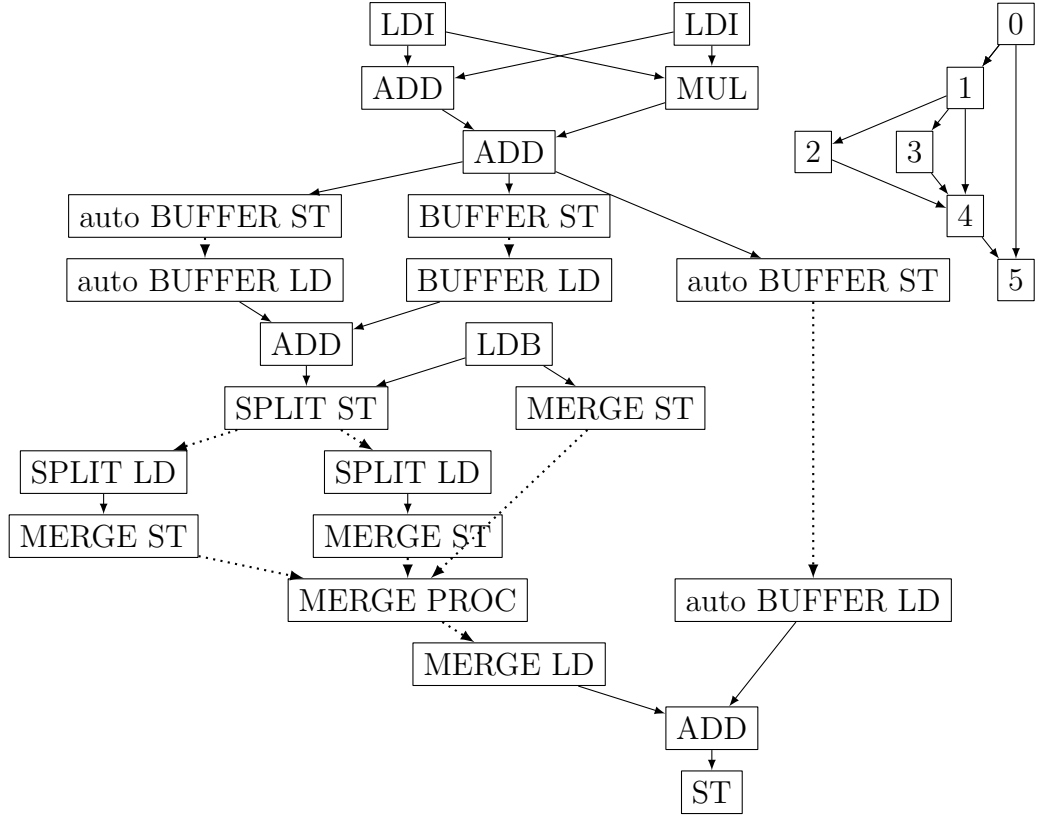 LDI LDI 0
ADD MUL 1
ADD 2 3
auto BUFFER ST BUFFER ST 4
auto BUFFER LD BUFFER LD auto BUFFER ST 5
ADD LDB
SPLIT ST MERGE ST
SPLIT LD SPLIT LD
MERGE ST MERGE ST
MERGE PROC auto BUFFER LD
MERGE LD
ADD
ST